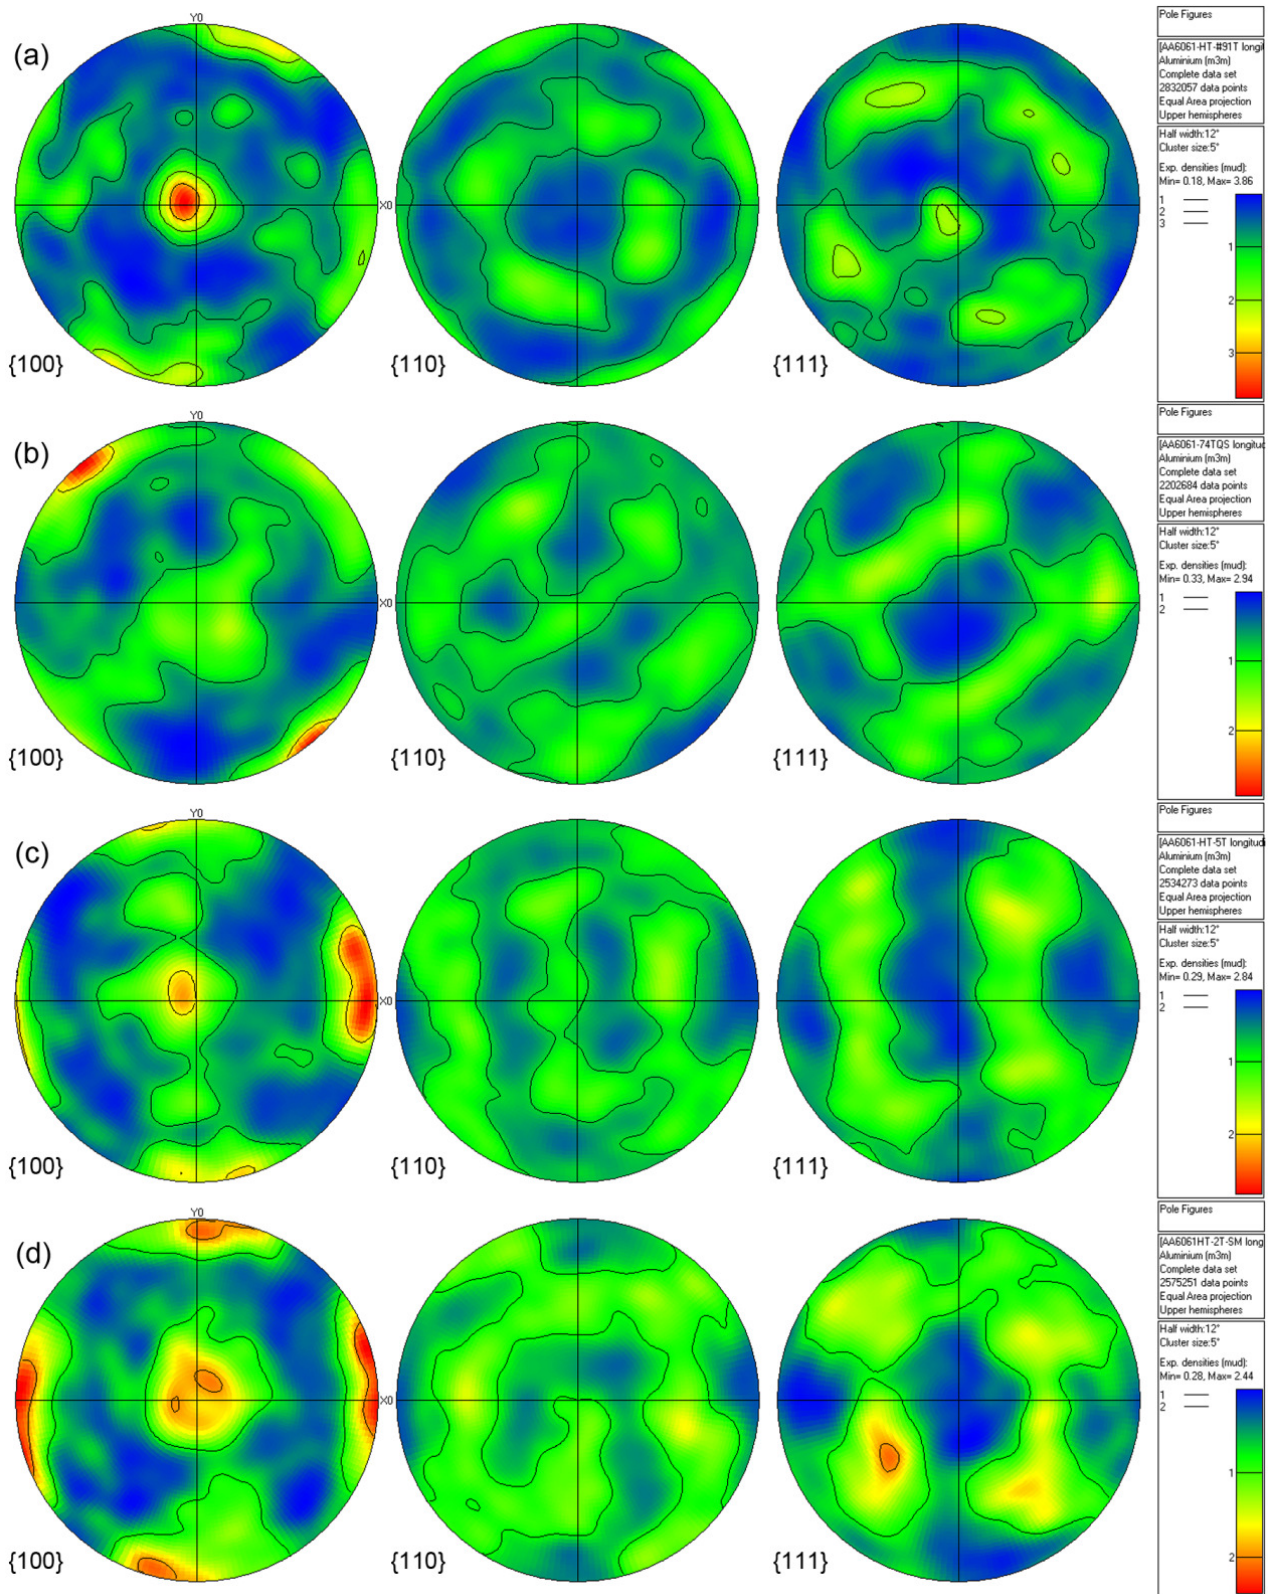 (a)
Y0
X0
{100}
{110}
{111}
Pole Figures
[AA6061-HT-#91T longit
Aluminium (m3m)
Complete data set
2832057 data points
Equal Area projection
Upper hemispheres
Half width:12°
Cluster size:5°
Exp. densities (mud):
Min= 0.18, Max= 3.86
1
2
3
1
2
3
(b)
Y0
X0
{100}
{110}
{111}
Pole Figures
[AA6061-74TQS longituc
Aluminium (m3m)
Complete data set
2202684 data points
Equal Area projection
Upper hemispheres
Half width:12°
Cluster size:5°
Exp. densities (mud):
Min= 0.33, Max= 2.94
1
2
1
2
(c)
Y0
X0
{100}
{110}
{111}
Pole Figures
[AA6061-HT-5T longitudi
Aluminium (m3m)
Complete data set
2534273 data points
Equal Area projection
Upper hemispheres
Half width:12°
Cluster size:5°
Exp. densities (mud):
Min= 0.29, Max= 2.84
1
2
1
2
(d)
Y0
X0
{100}
{110}
{111}
Pole Figures
[AA6061HT-2T-SM long
Aluminium (m3m)
Complete data set
2575251 data points
Equal Area projection
Upper hemispheres
Half width:12°
Cluster size:5°
Exp. densities (mud):
Min= 0.28, Max= 2.44
1
2
1
2